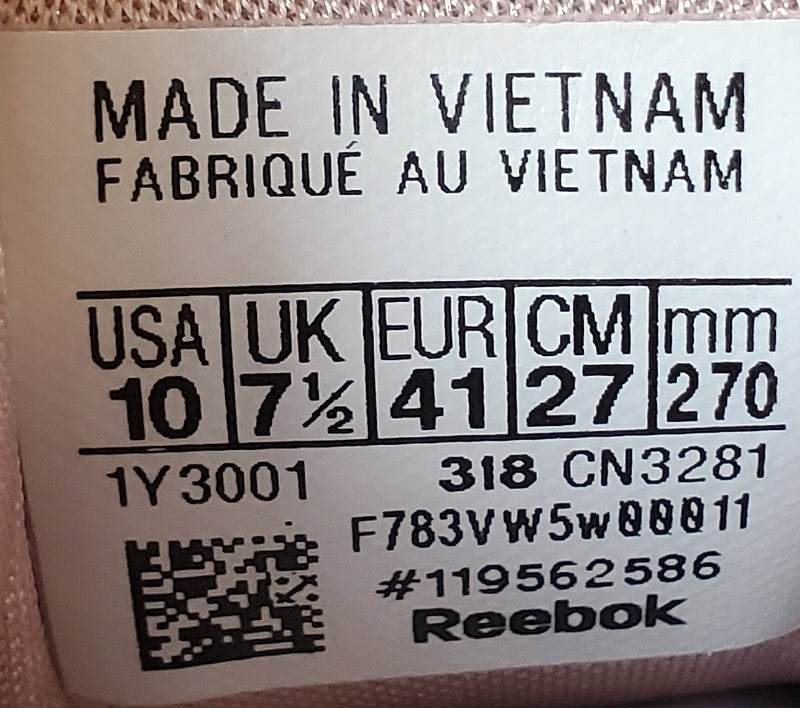 MADE IN VIETNAM
FABRIQUÉ AU VIETNAM
USA UK EUR CM mm
10 7½ 41 27 270
1Y3001 318 CN3281
F783VW5w00011
#119562586
Reebok